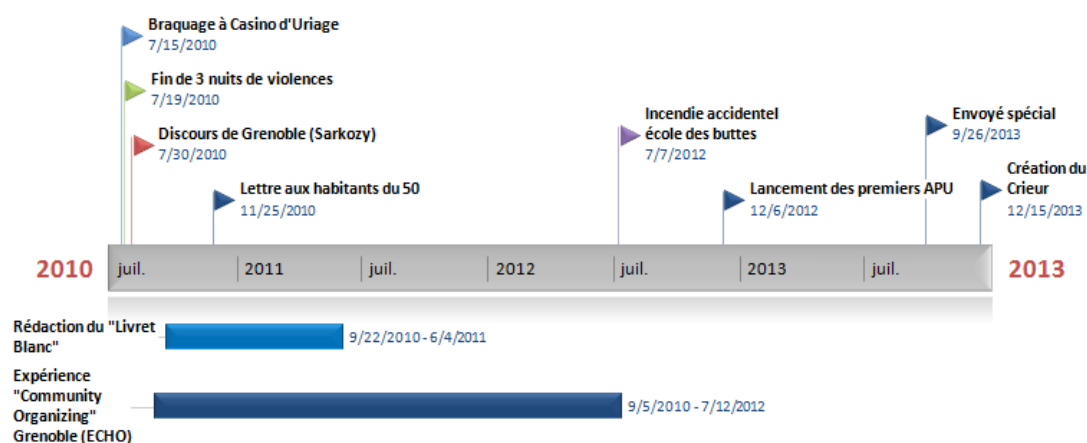 Braquage à Casino d'Uriage
7/15/2010
Fin de 3 nuits de violences
7/19/2010
Discours de Grenoble (Sarkozy)
7/30/2010
Lettre aux habitants du 50
11/25/2010
Incendie accidentel
école des buttes
7/7/2012
Lancement des premiers APU
12/6/2012
Envoyé spécial
9/26/2013
Création du
Crieur
12/15/2013
2010 juil. 2011 juil. 2012 juil. 2013 juil. 2013
Rédaction du "Livret
Blanc"
9/22/2010 - 6/4/2011
Expérience
"Community
Organizing"
Grenoble (ECHO)
9/5/2010 - 7/12/2012